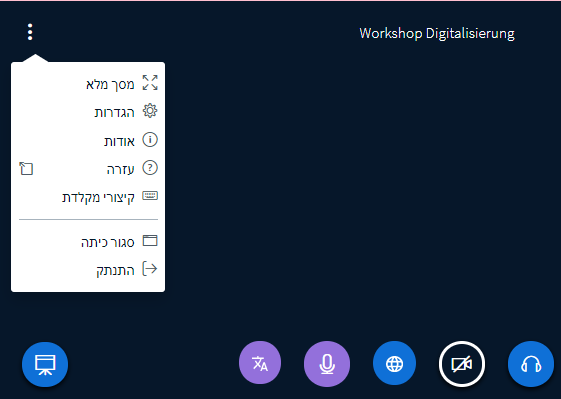 Workshop Digitalisierung
מסך מלא
הגדרות
אודות
עזרה
קיצורי מקלדת
סגור כיתה
התנתק